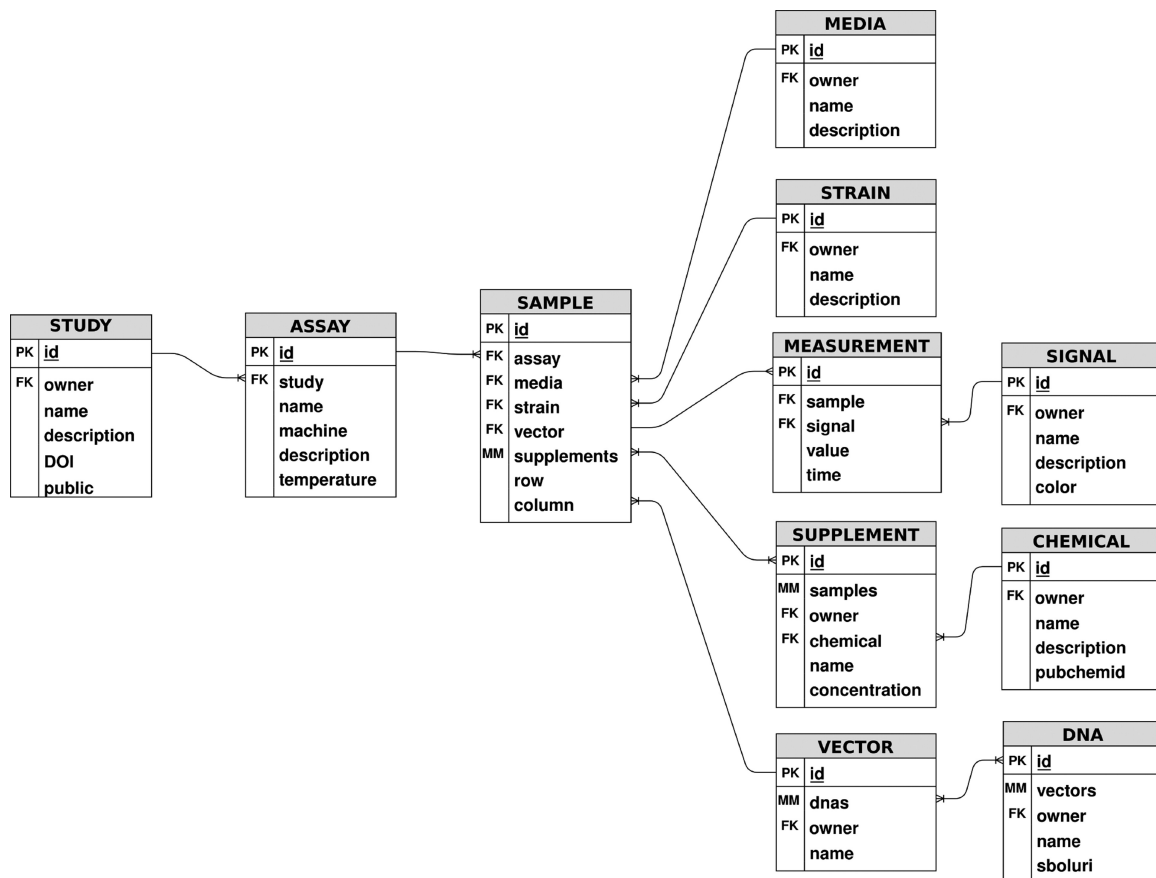 STUDY
PK id
FK owner
name
description
DOI
public
ASSAY
PK id
FK study
name
machine
description
temperature
SAMPLE
PK id
FK assay
FK media
FK strain
FK vector
MM supplements
row
column
MEDIA
PK id
FK owner
name
description
STRAIN
PK id
FK owner
name
description
MEASUREMENT
PK id
FK sample
FK signal
value
time
SIGNAL
PK id
FK owner
name
description
color
SUPPLEMENT
PK id
MM samples
FK owner
FK chemical
name
concentration
CHEMICAL
PK id
FK owner
name
description
pubchemid
VECTOR
PK id
MM dnas
FK owner
name
DNA
PK id
MM vectors
FK owner
name
sboluri